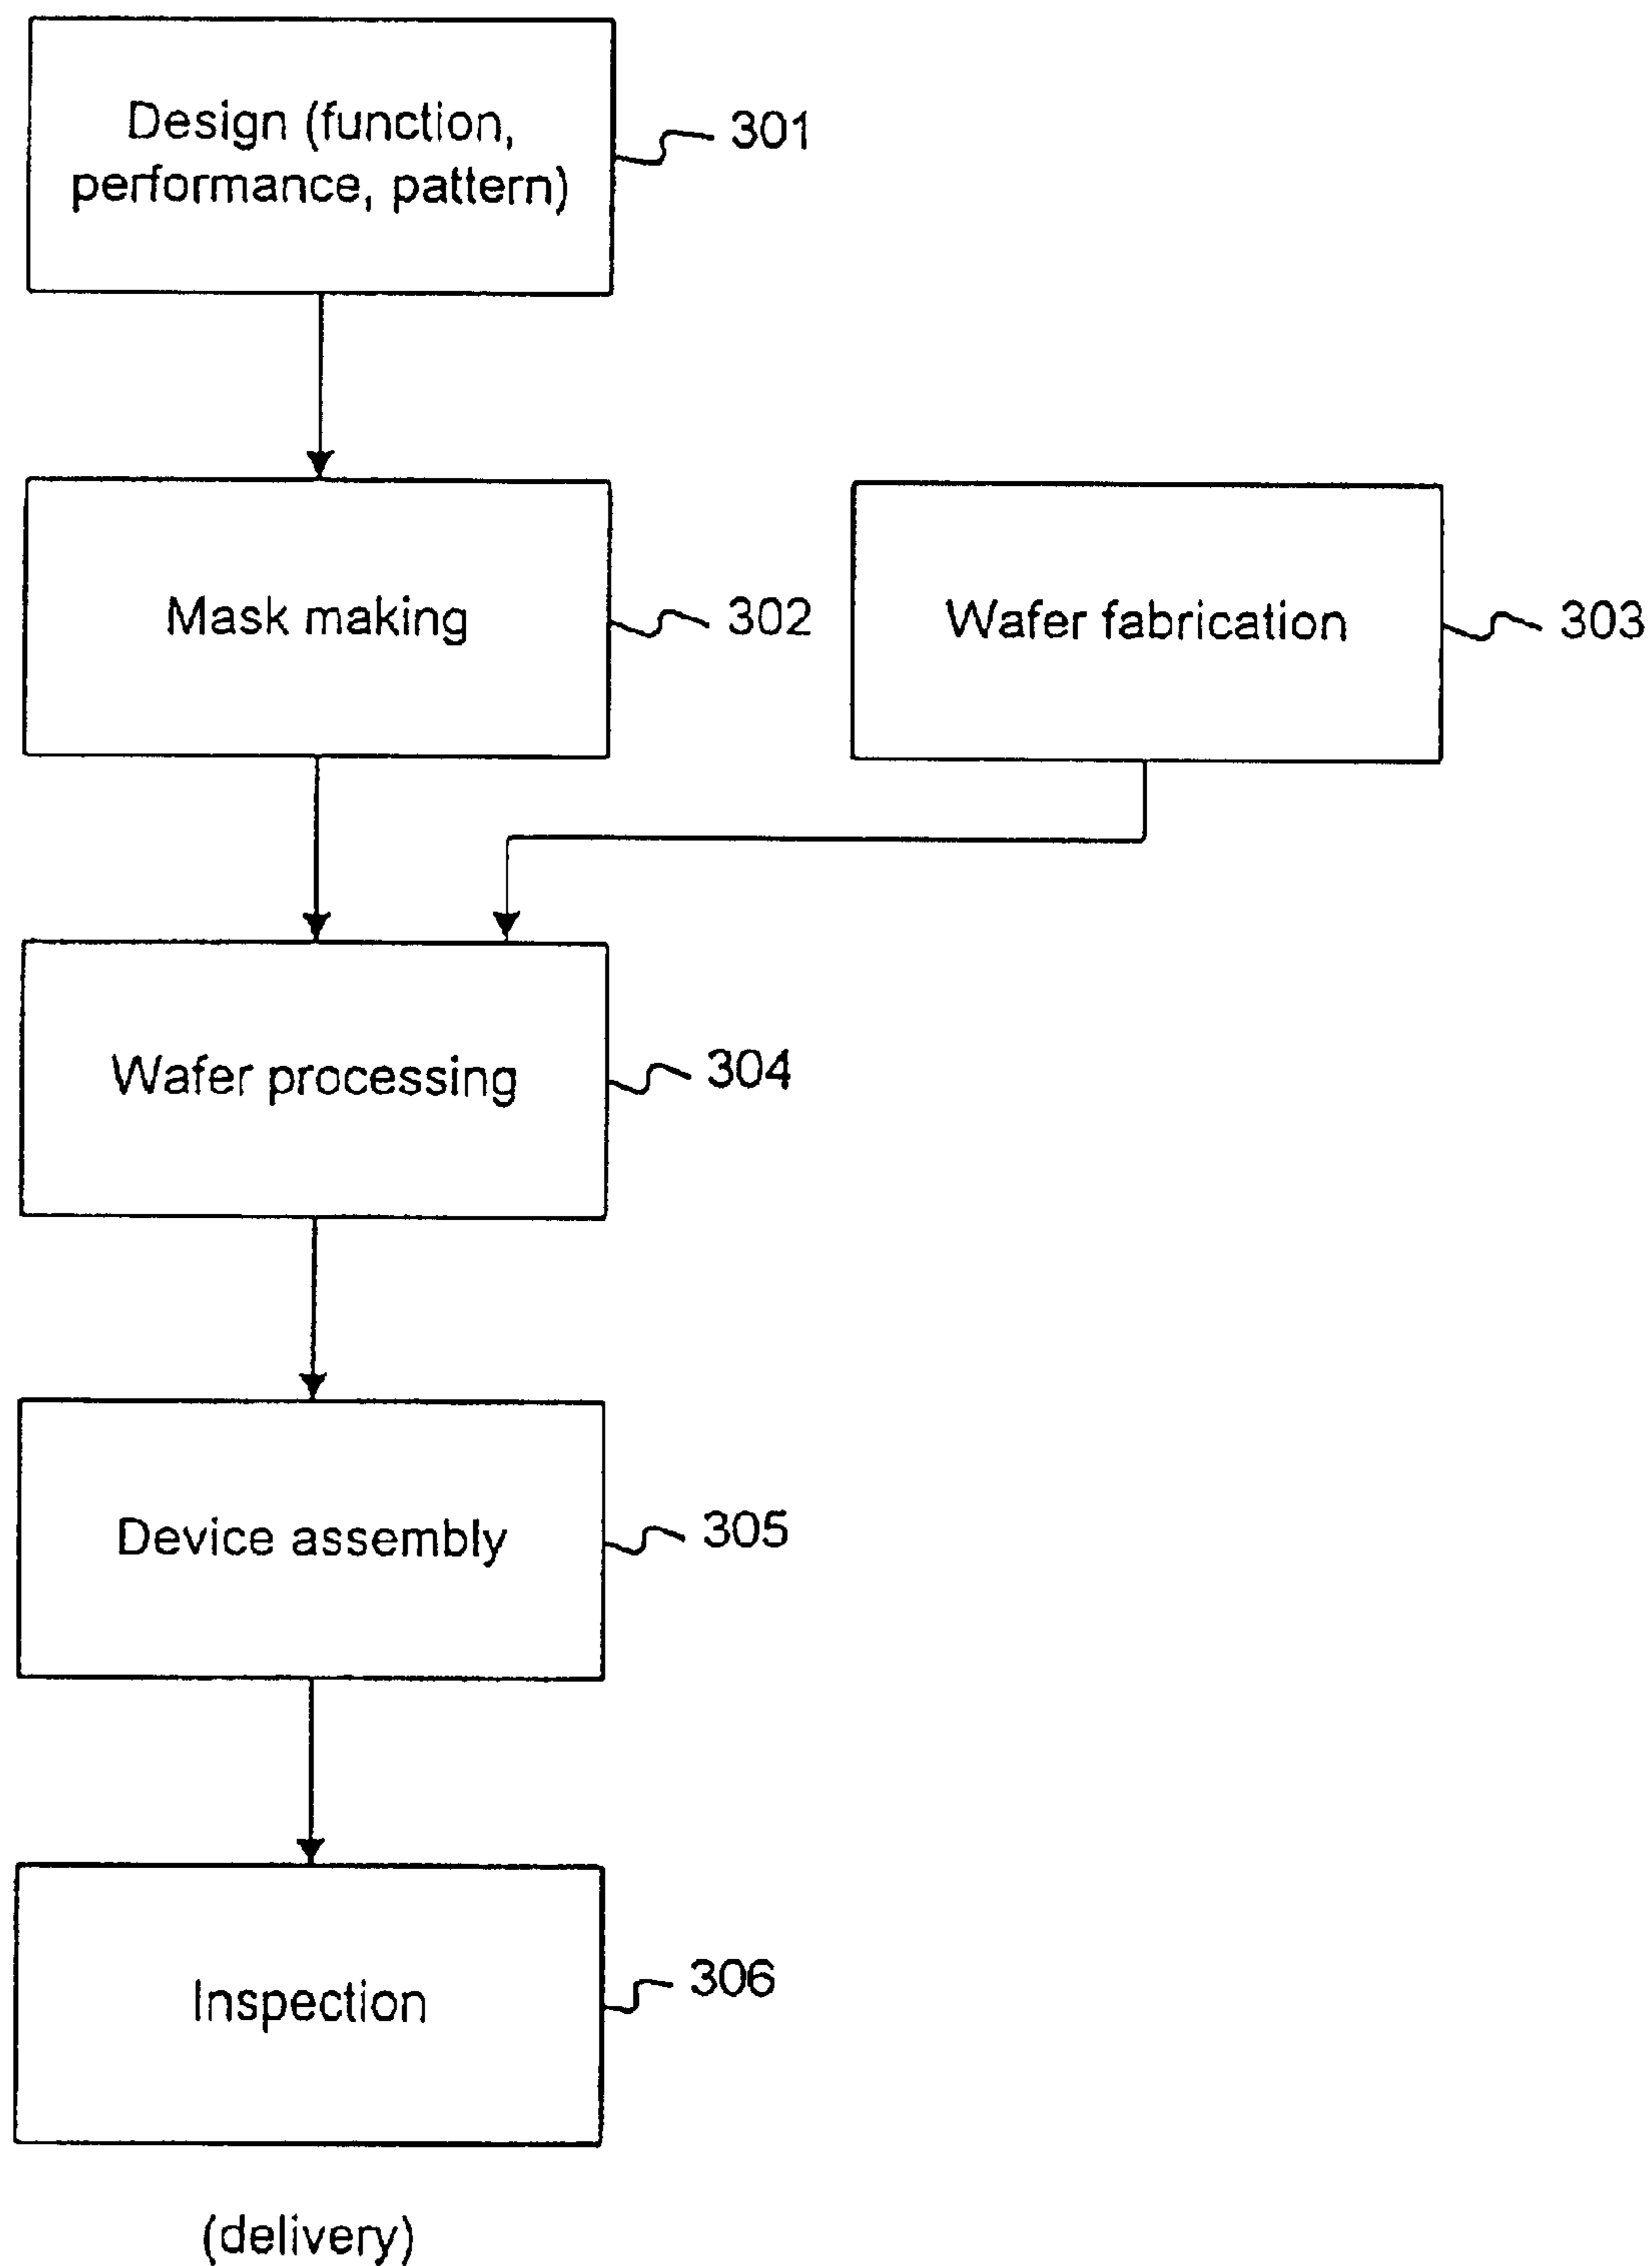 Design (function,
performance, pattern)
301
Mask making
302
Wafer fabrication
303
Wafer processing
304
Device assembly
305
Inspection
306
(delivery)